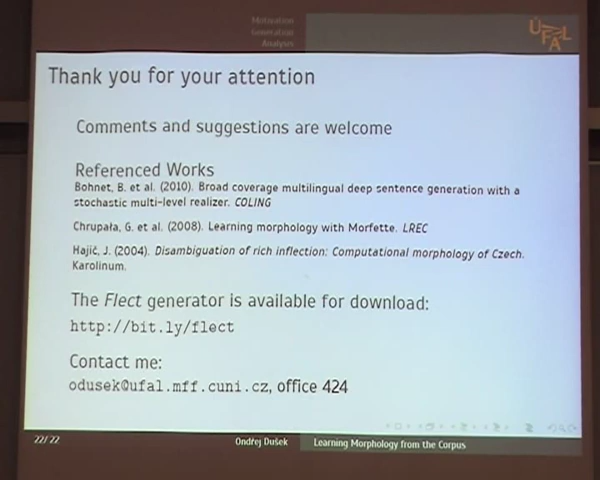 Motivation
Generation
Analysis
ÚFAL
Thank you for your attention
Comments and suggestions are welcome
Referenced Works
Bohnet, B. et al. (2010). Broad coverage multilingual deep sentence generation with a
stochastic multi-level realizer. COLING
Chrupała, G. et al. (2008). Learning morphology with Morfette. LREC
Hajič, J. (2004). Disambiguation of rich inflection: Computational morphology of Czech.
Karolinum.
The Flect generator is available for download:
http://bit.ly/flect
Contact me:
odusek@ufal.mff.cuni.cz, office 424
22/22
Ondřej Dušek
Learning Morphology from the Corpus